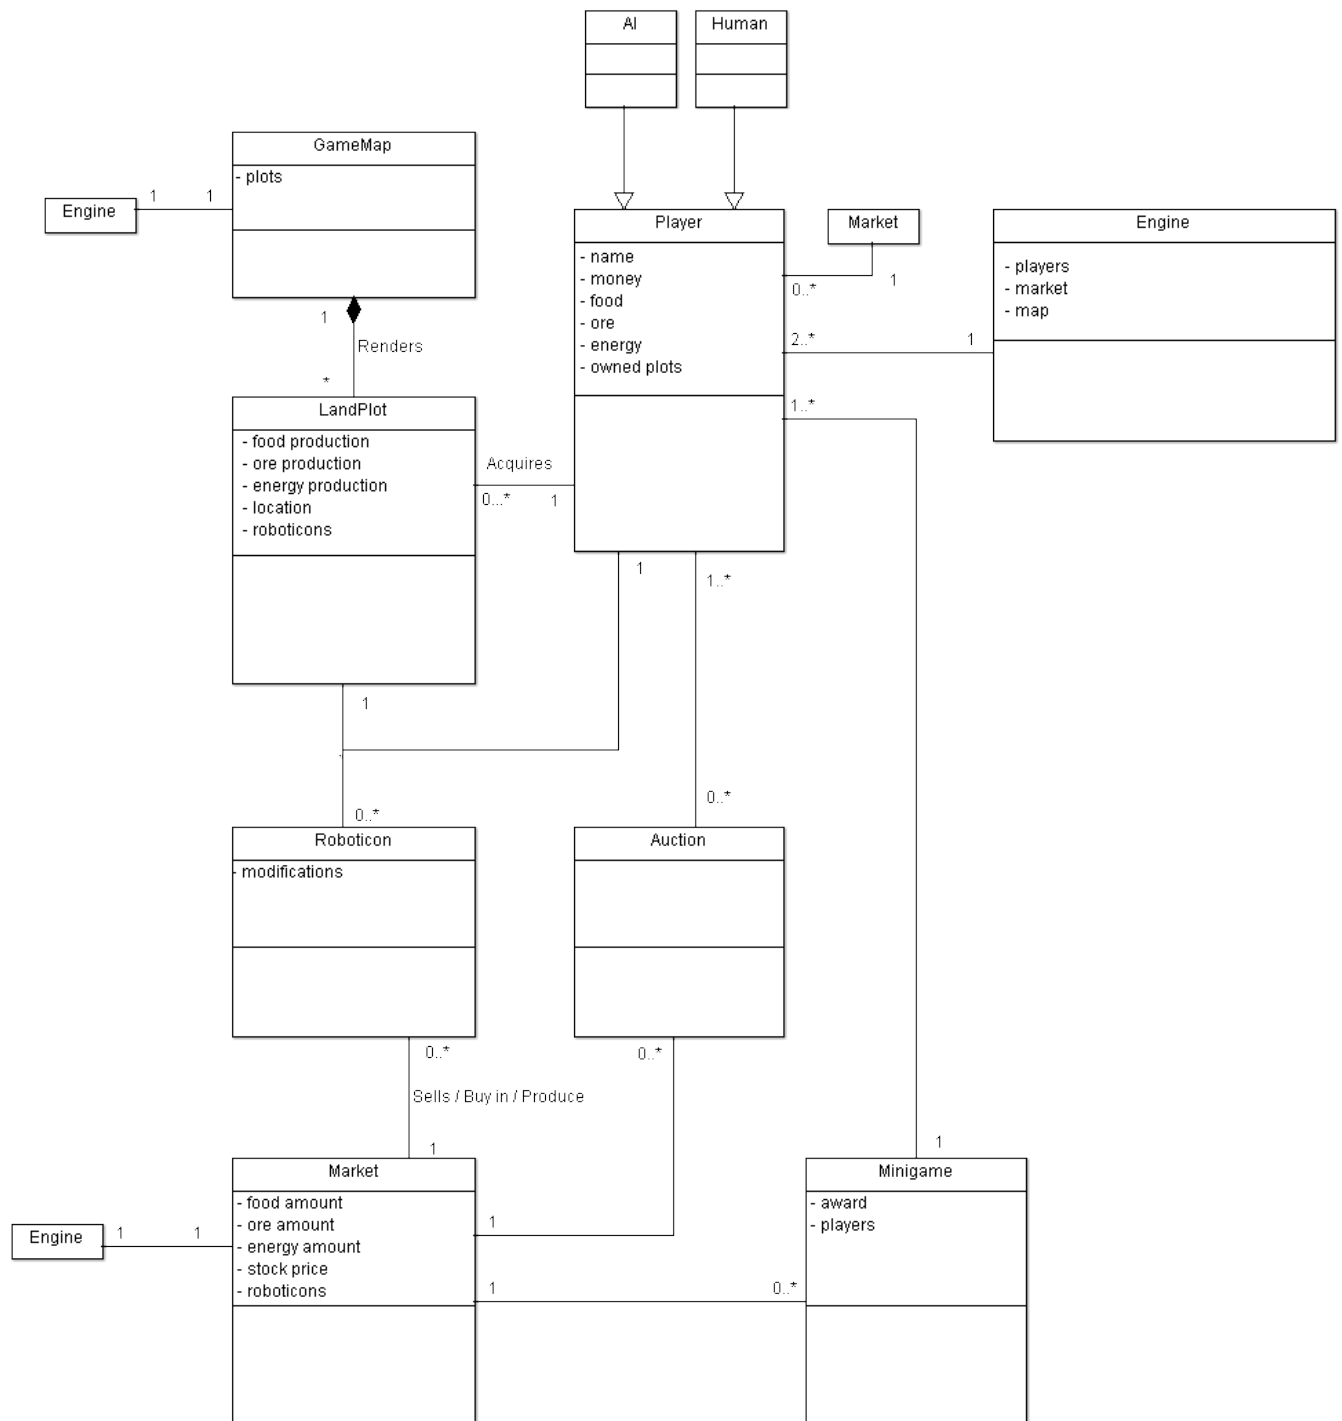 AI
Human
GameMap
- plots
Engine
1
1
Player
- name
- money
- food
- ore
- energy
- owned plots
Market
0..*
1
Engine
- players
- market
- map
2..*
1
1..*
1
Renders
*
LandPlot
- food production
- ore production
- energy production
- location
- roboticons
Acquires
0...*
1
1
1..*
1
0..*
0..*
Roboticon
- modifications
Auction
0..*
0..*
Sells / Buy in / Produce
1
1
Market
- food amount
- ore amount
- energy amount
- stock price
- roboticons
Minigame
- award
- players
Engine
1
1
1
1
0..*